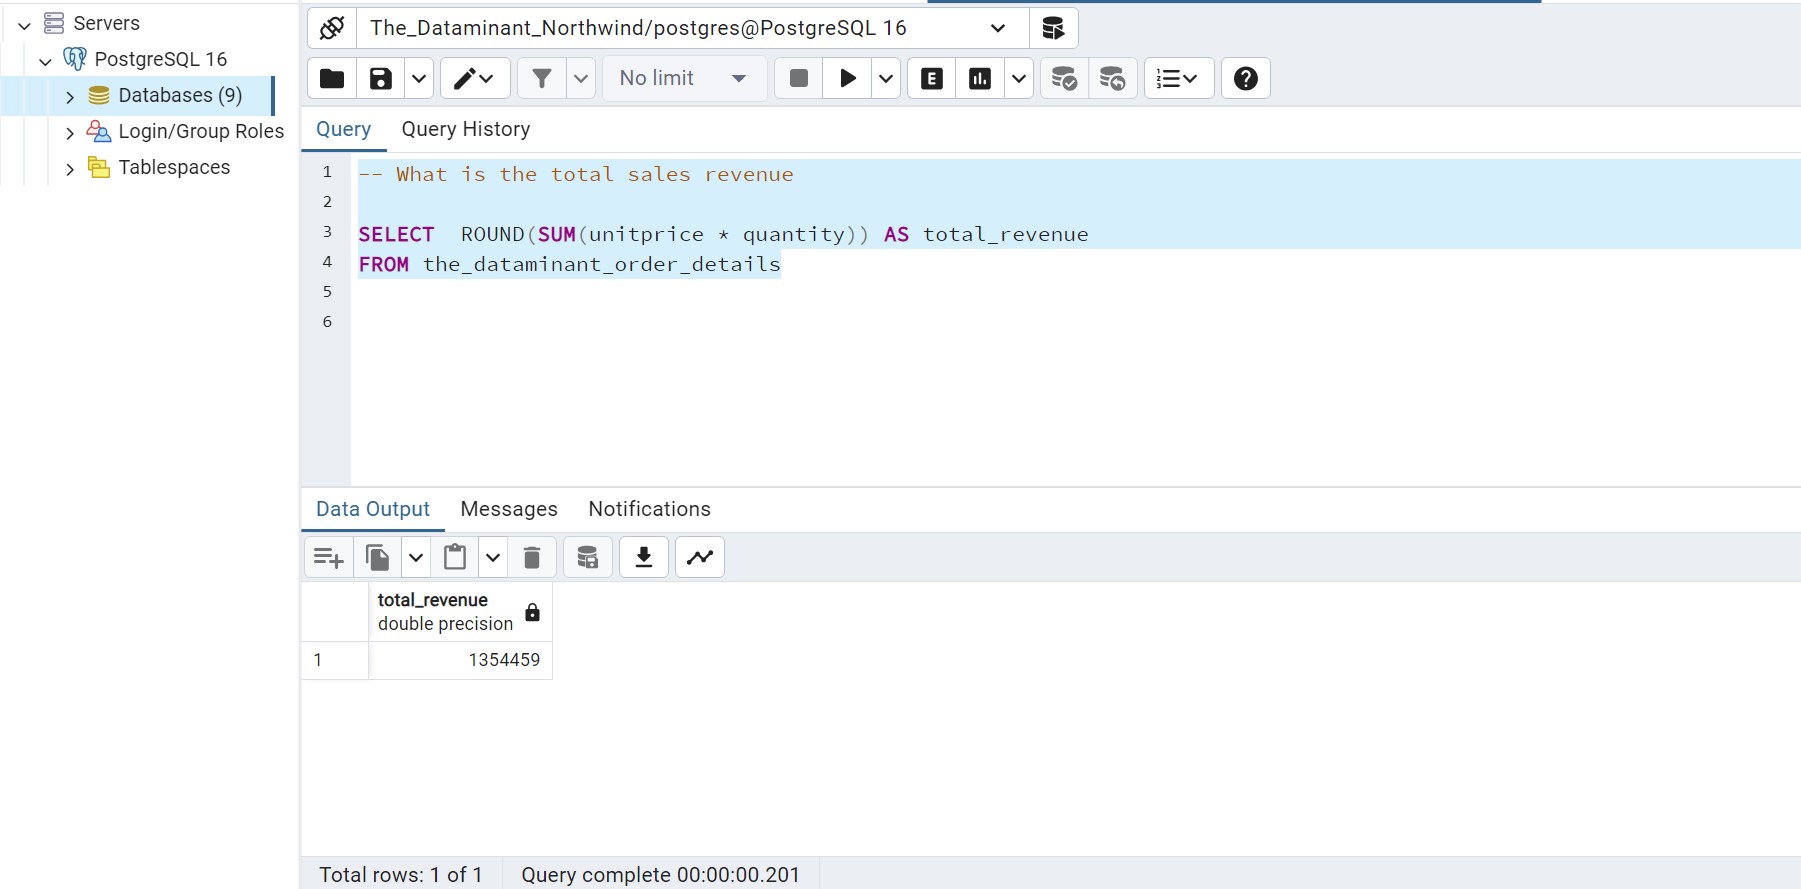 Servers
PostgreSQL 16
Databases (9)
Login/Group Roles
Tablespaces
The_Dataminant_Northwind/postgres@PostgreSQL 16
No limit
E
Query Query History
1 -- What is the total sales revenue
2
3 SELECT  ROUND(SUM(unitprice * quantity)) AS total_revenue
4 FROM the_dataminant_order_details
5
6
Data Output Messages Notifications
total_revenue
double precision
1 1354459
Total rows: 1 of 1 Query complete 00:00:00.201